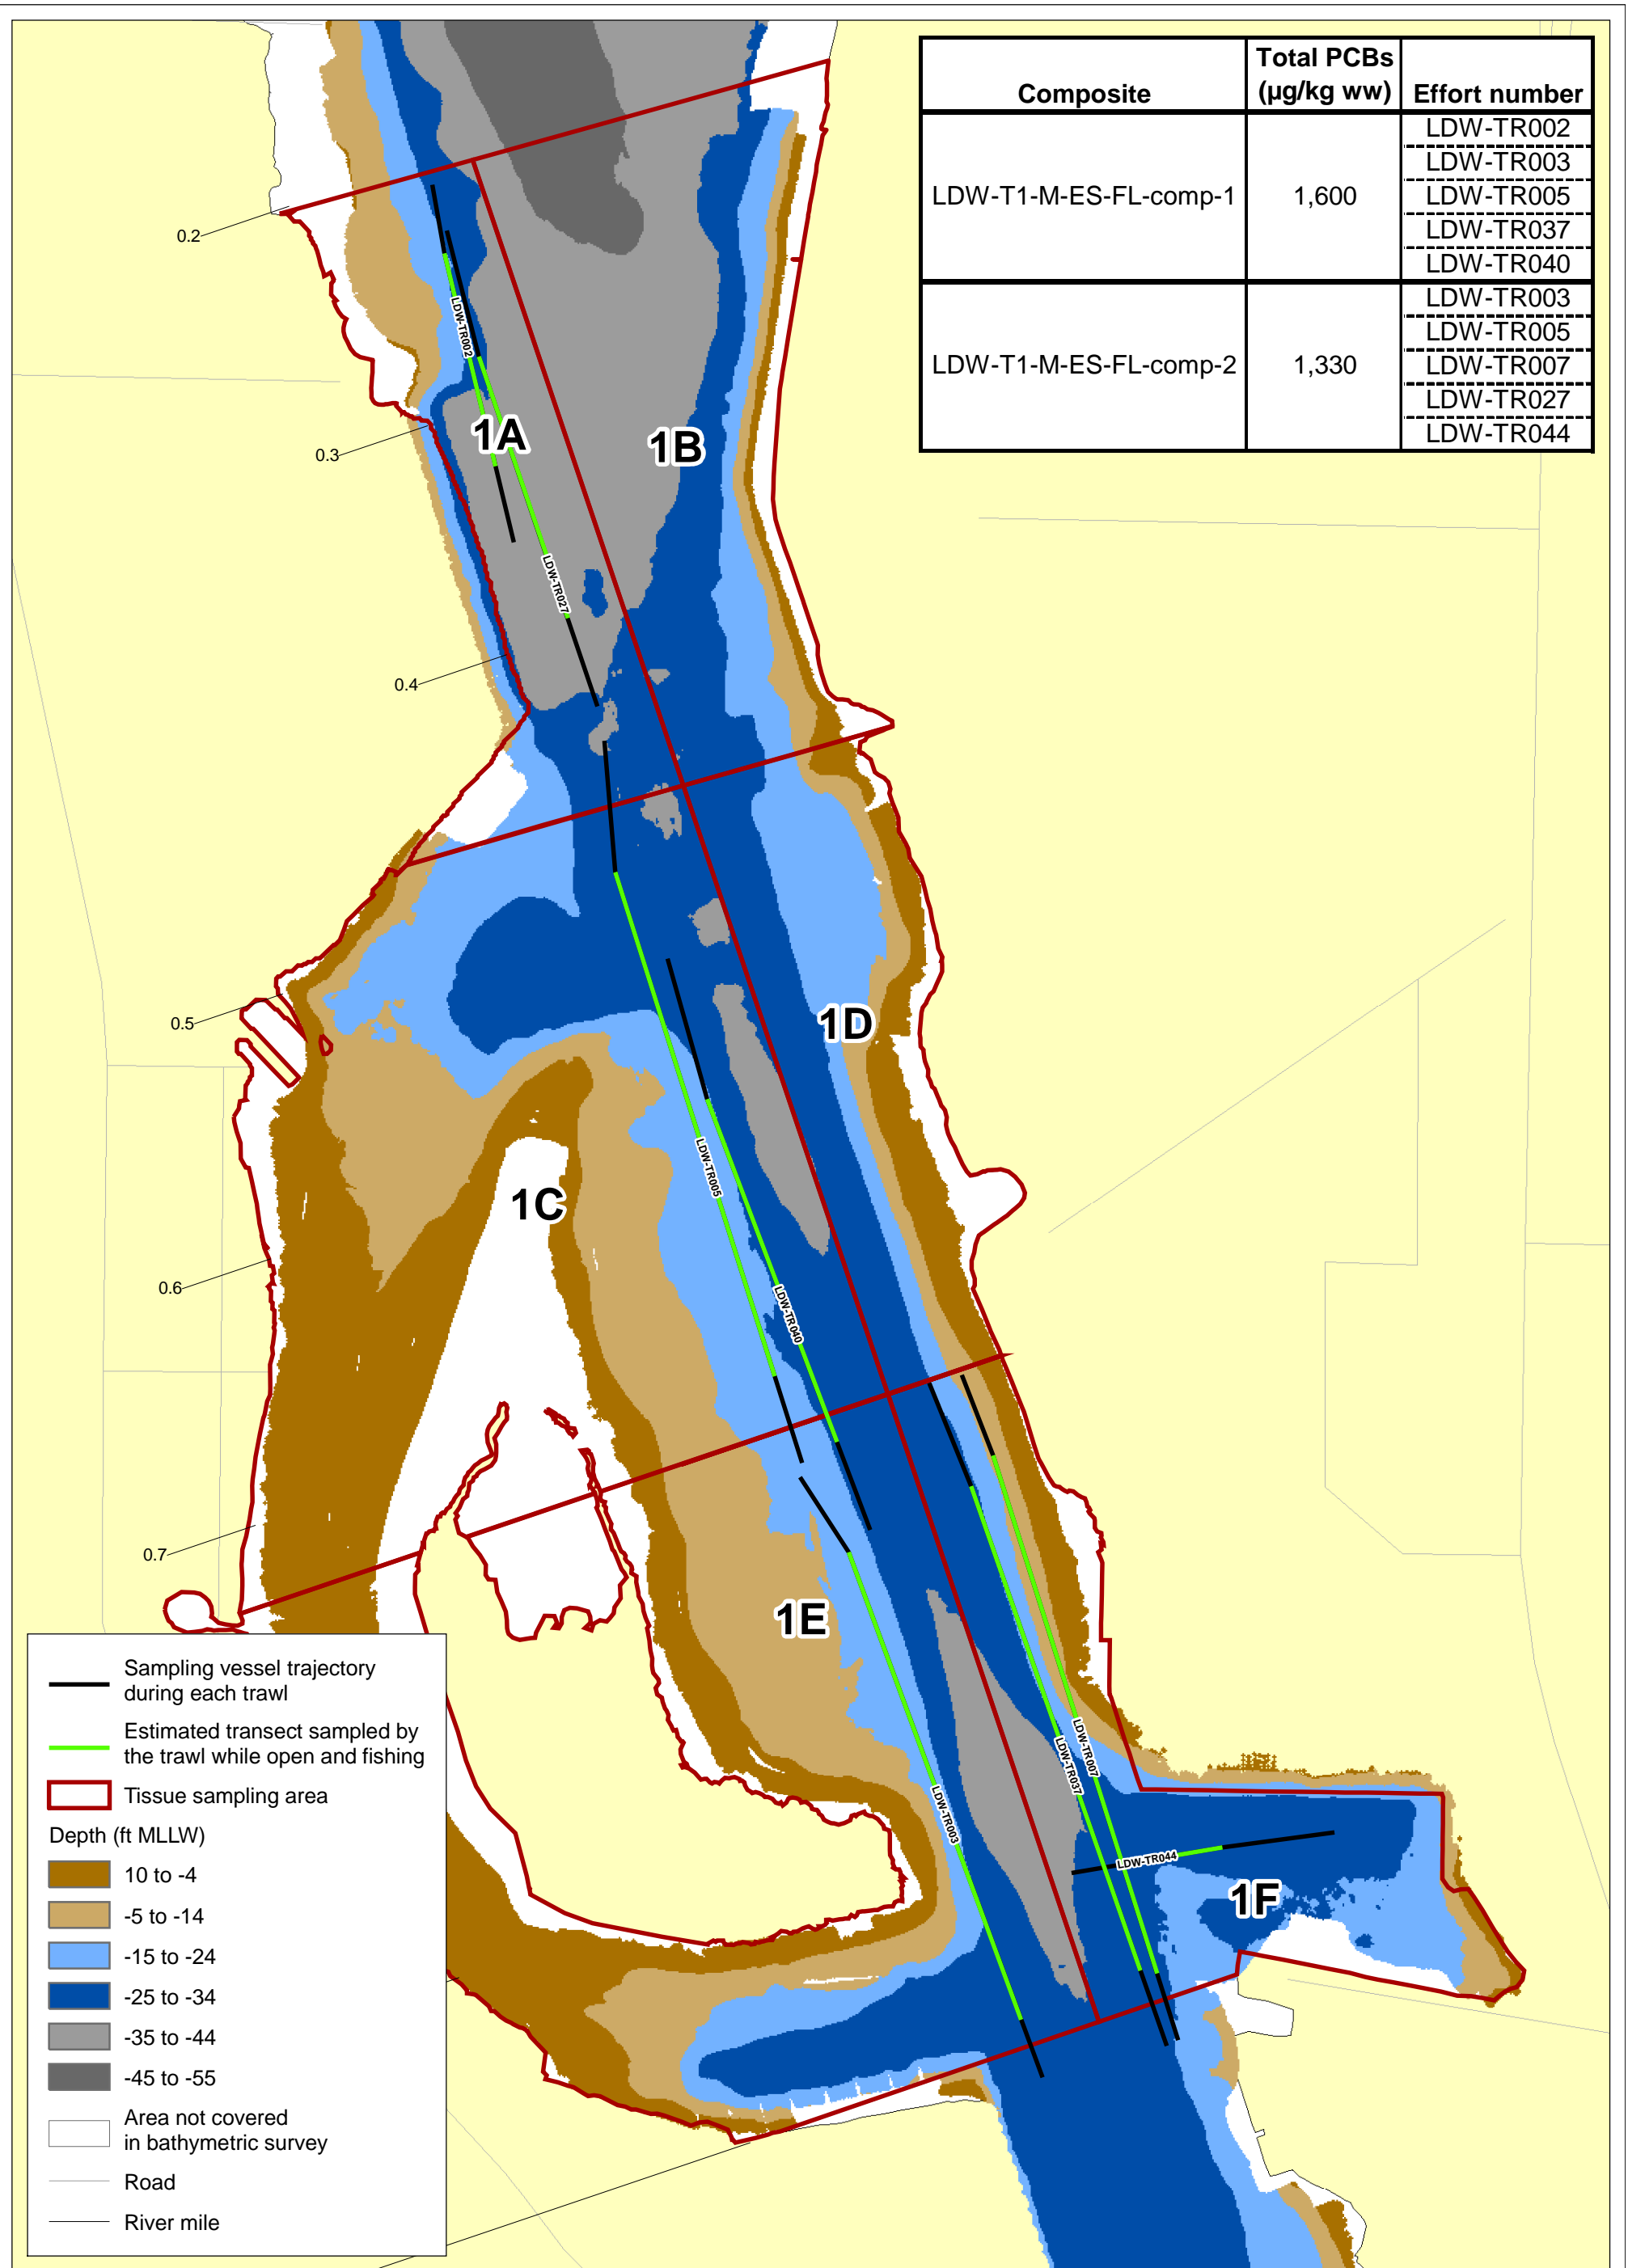 Composite
Total PCBs
(µg/kg ww)
Effort number
LDW-T1-M-ES-FL-comp-1
1,600
LDW-TR002
LDW-TR003
LDW-TR005
LDW-TR037
LDW-TR040
LDW-T1-M-ES-FL-comp-2
1,330
LDW-TR003
LDW-TR005
LDW-TR007
LDW-TR027
LDW-TR044
0.2
LDW-TR002
1A
1B
0.3
LDW-TR027
0.4
0.5
1D
LDW-TR005
1C
0.6
LDW-TR040
0.7
1E
LDW-TR007
LDW-TR037
LDW-TR003
LDW-TR044
1F
Sampling vessel trajectory
during each trawl
Estimated transect sampled by
the trawl while open and fishing
Tissue sampling area
Depth (ft MLLW)
10 to -4
-5 to -14
-15 to -24
-25 to -34
-35 to -44
-45 to -55
Area not covered
in bathymetric survey
Road
River mile